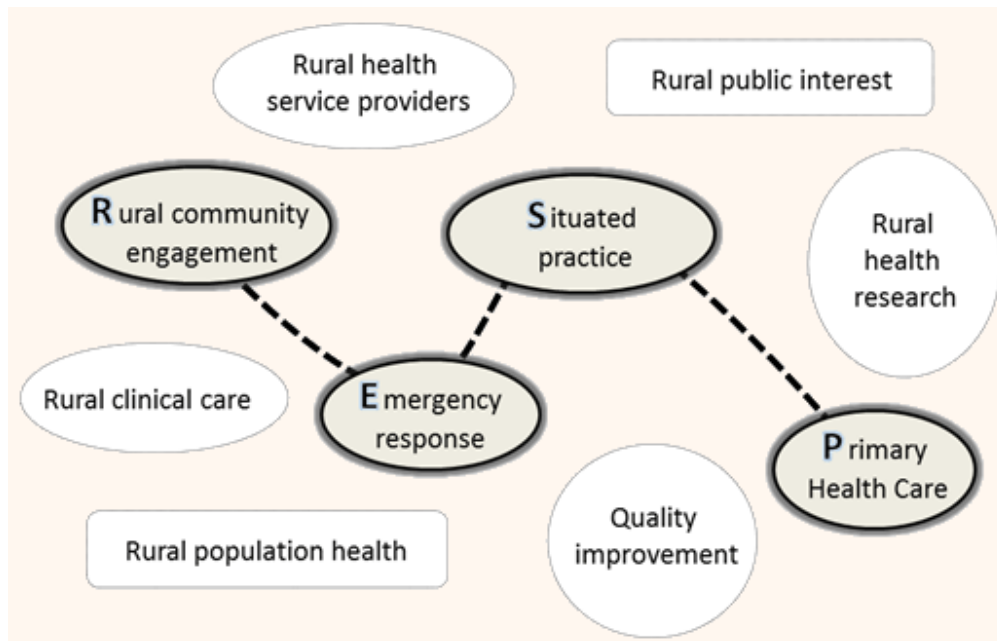 Rural health
service providers
Rural public interest
Rural community
engagement
Situated
practice
Rural
health
research
Rural clinical care
Emergency
response
Primary
Health Care
Quality
improvement
Rural population health